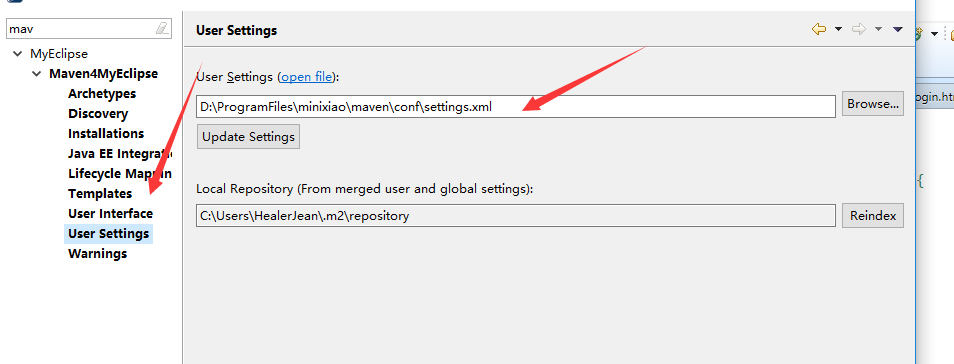 mav
MyEclipse
Maven4MyEclipse
Archetypes
Discovery
Installations
Java EE Integratio
Lifecycle Mappin
Templates
User Interface
User Settings
Warnings
User Settings
User Settings (open file):
D:\ProgramFiles\minixiao\maven\conf\settings.xml
Browse...
Update Settings
Local Repository (From merged user and global settings):
C:\Users\HealerJean\.m2\repository
Reindex
ogin.ht
{